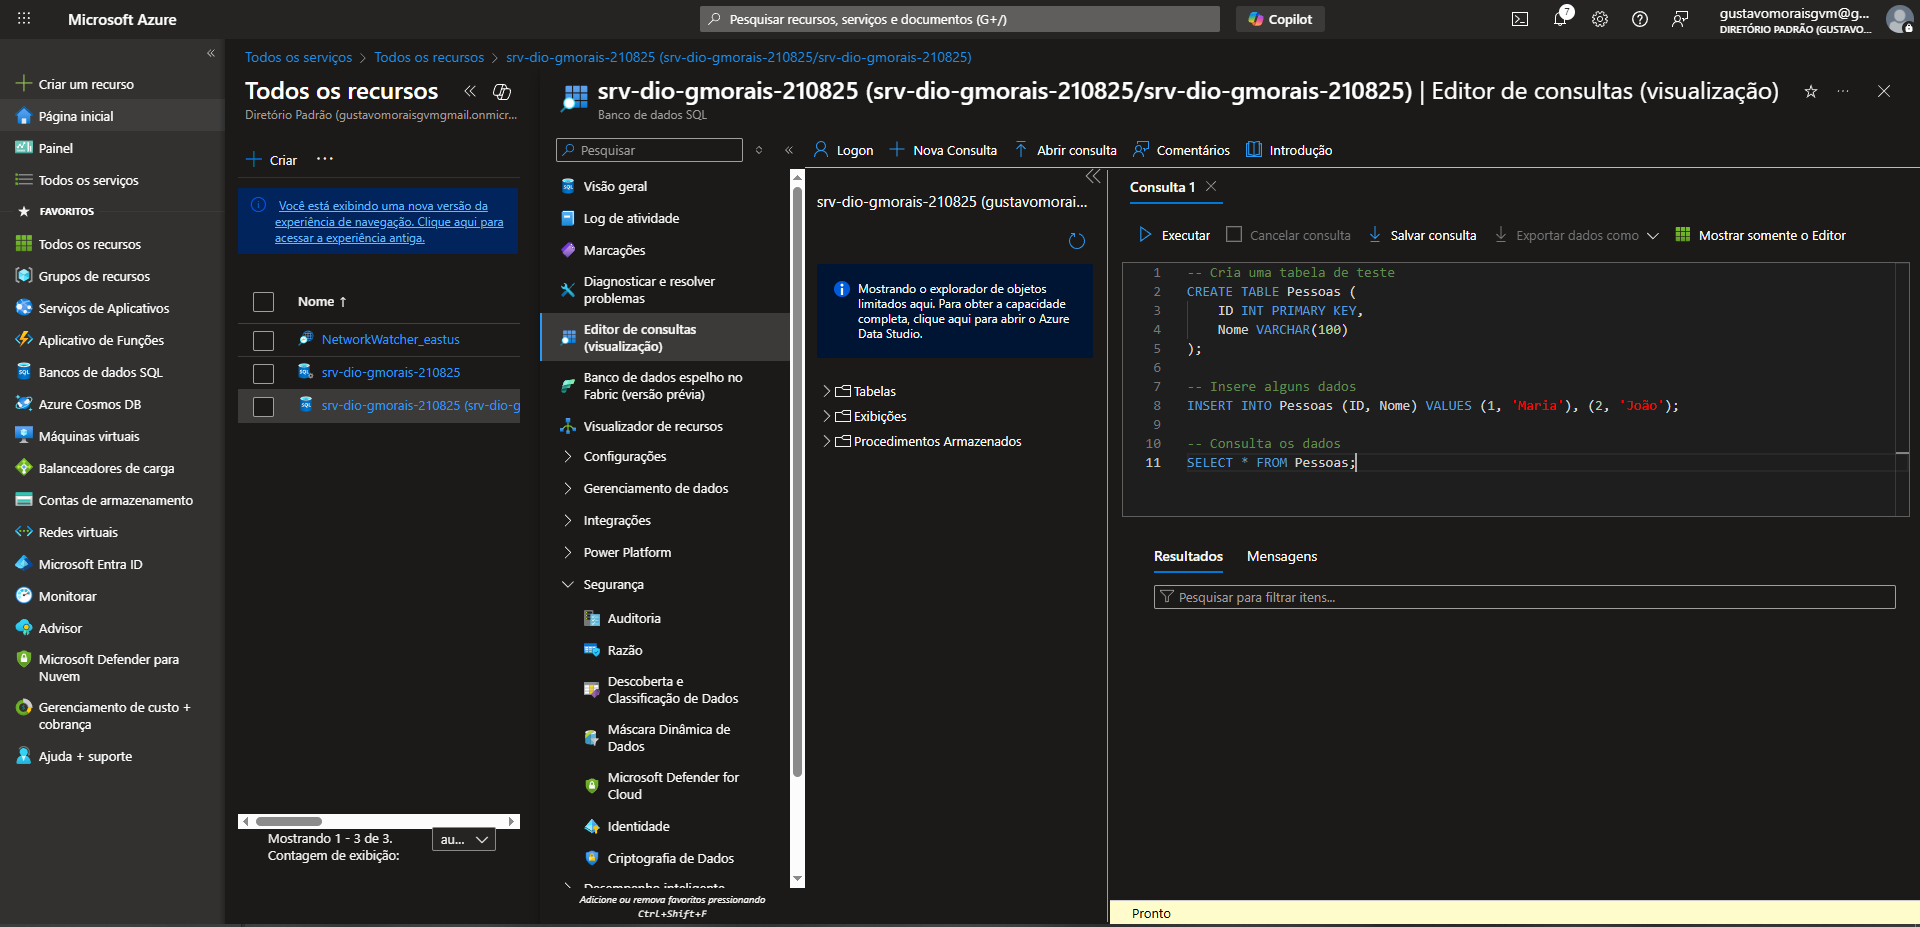 Microsoft Azure
Pesquisar recursos, serviços e documentos (G+/)
Copilot
7
gustavomoraisgvm@g...
DIRETÓRIO PADRÃO (GUSTAVO...
Criar um recurso
Página inicial
Painel
Todos os serviços
FAVORITOS
Todos os recursos
Grupos de recursos
Serviços de Aplicativos
Aplicativo de Funções
Bancos de dados SQL
Azure Cosmos DB
Máquinas virtuais
Balanceadores de carga
Contas de armazenamento
Redes virtuais
Microsoft Entra ID
Monitorar
Advisor
Microsoft Defender para
Nuvem
Gerenciamento de custo +
cobrança
Ajuda + suporte
Todos os serviços > Todos os recursos > srv-dio-gmorais-210825 (srv-dio-gmorais-210825/srv-dio-gmorais-210825)
Todos os recursos
Diretório Padrão (gustavomoraisgvmgmail.onmicr...
Criar ...
Você está exibindo uma nova versão da
experiência de navegação. Clique aqui para
acessar a experiência antiga.
Nome ↑
NetworkWatcher_eastus
srv-dio-gmorais-210825
srv-dio-gmorais-210825 (srv-dio-g
Mostrando 1 - 3 de 3.
Contagem de exibição:
au...
srv-dio-gmorais-210825 (srv-dio-gmorais-210825/srv-dio-gmorais-210825) | Editor de consultas (visualização)
Banco de dados SQL
Pesquisar
Visão geral
Log de atividade
Marcações
Diagnosticar e resolver
problemas
Editor de consultas
(visualização)
Banco de dados espelho no
Fabric (versão prévia)
Visualizador de recursos
Configurações
Gerenciamento de dados
Integrações
Power Platform
Segurança
Auditoria
Razão
Descoberta e
Classificação de Dados
Máscara Dinâmica de
Dados
Microsoft Defender for
Cloud
Identidade
Criptografia de Dados
Desempenho inteligente
Adicione ou remova favoritos pressionando
Ctrl+Shift+F
Logon
Nova Consulta
Abrir consulta
Comentários
Introdução
srv-dio-gmorais-210825 (gustavomorai...
Mostrando o explorador de objetos
limitados aqui. Para obter a capacidade
completa, clique aqui para abrir o Azure
Data Studio.
Tabelas
Exibições
Procedimentos Armazenados
Consulta 1
Executar
Cancelar consulta
Salvar consulta
Exportar dados como
Mostrar somente o Editor
1 -- Cria uma tabela de teste
2 CREATE TABLE Pessoas (
3 ID INT PRIMARY KEY,
4 Nome VARCHAR(100)
5 );
6
7 -- Insere alguns dados
8 INSERT INTO Pessoas (ID, Nome) VALUES (1, 'Maria'), (2, 'João');
9
10 -- Consulta os dados
11 SELECT * FROM Pessoas;
Resultados
Mensagens
Pesquisar para filtrar itens...
Pronto